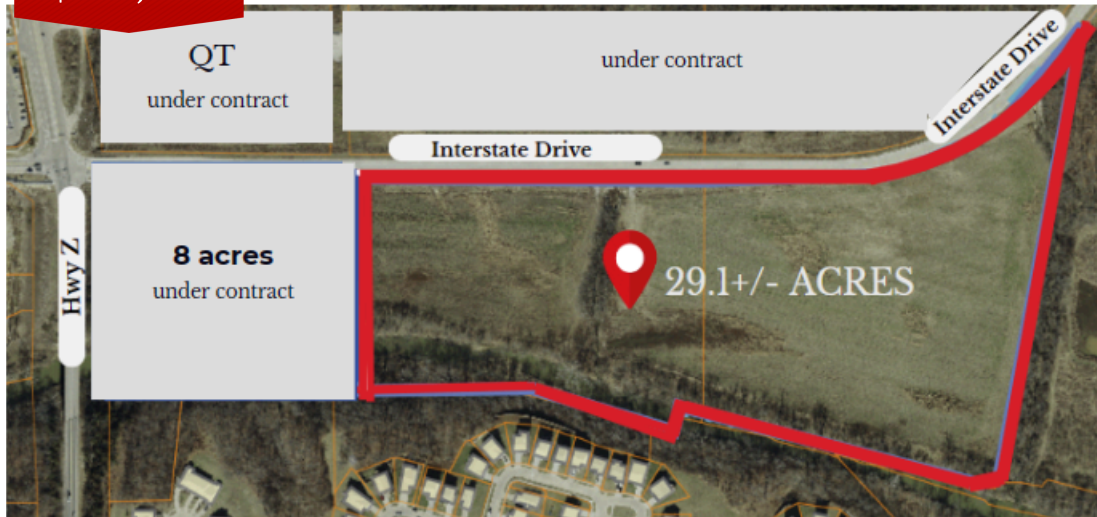 QT
under contract
under contract
Interstate Drive
Interstate Drive
Hwy Z
8 acres
under contract
29.1+/- ACRES